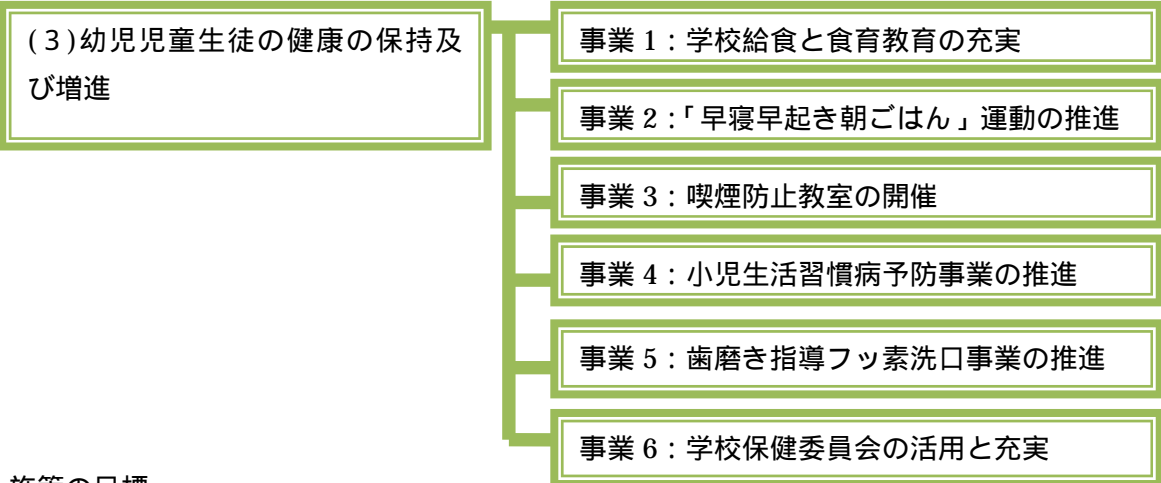 (３)幼児児童生徒の健康の保持及
び増進
事業 1：学校給食と食育教育の充実
事業 2：「早寝早起き朝ごはん」運動の推進
事業 3：喫煙防止教室の開催
事業 4：小児生活習慣病予防事業の推進
事業 5：歯磨き指導フッ素洗口事業の推進
事業 6：学校保健委員会の活用と充実
施策の目標